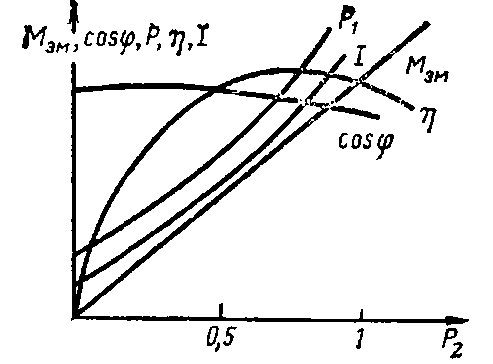 Mэм, cosφ, P, η, I
P₁
I
Mэм
η
cosφ
0,5
1
P₂